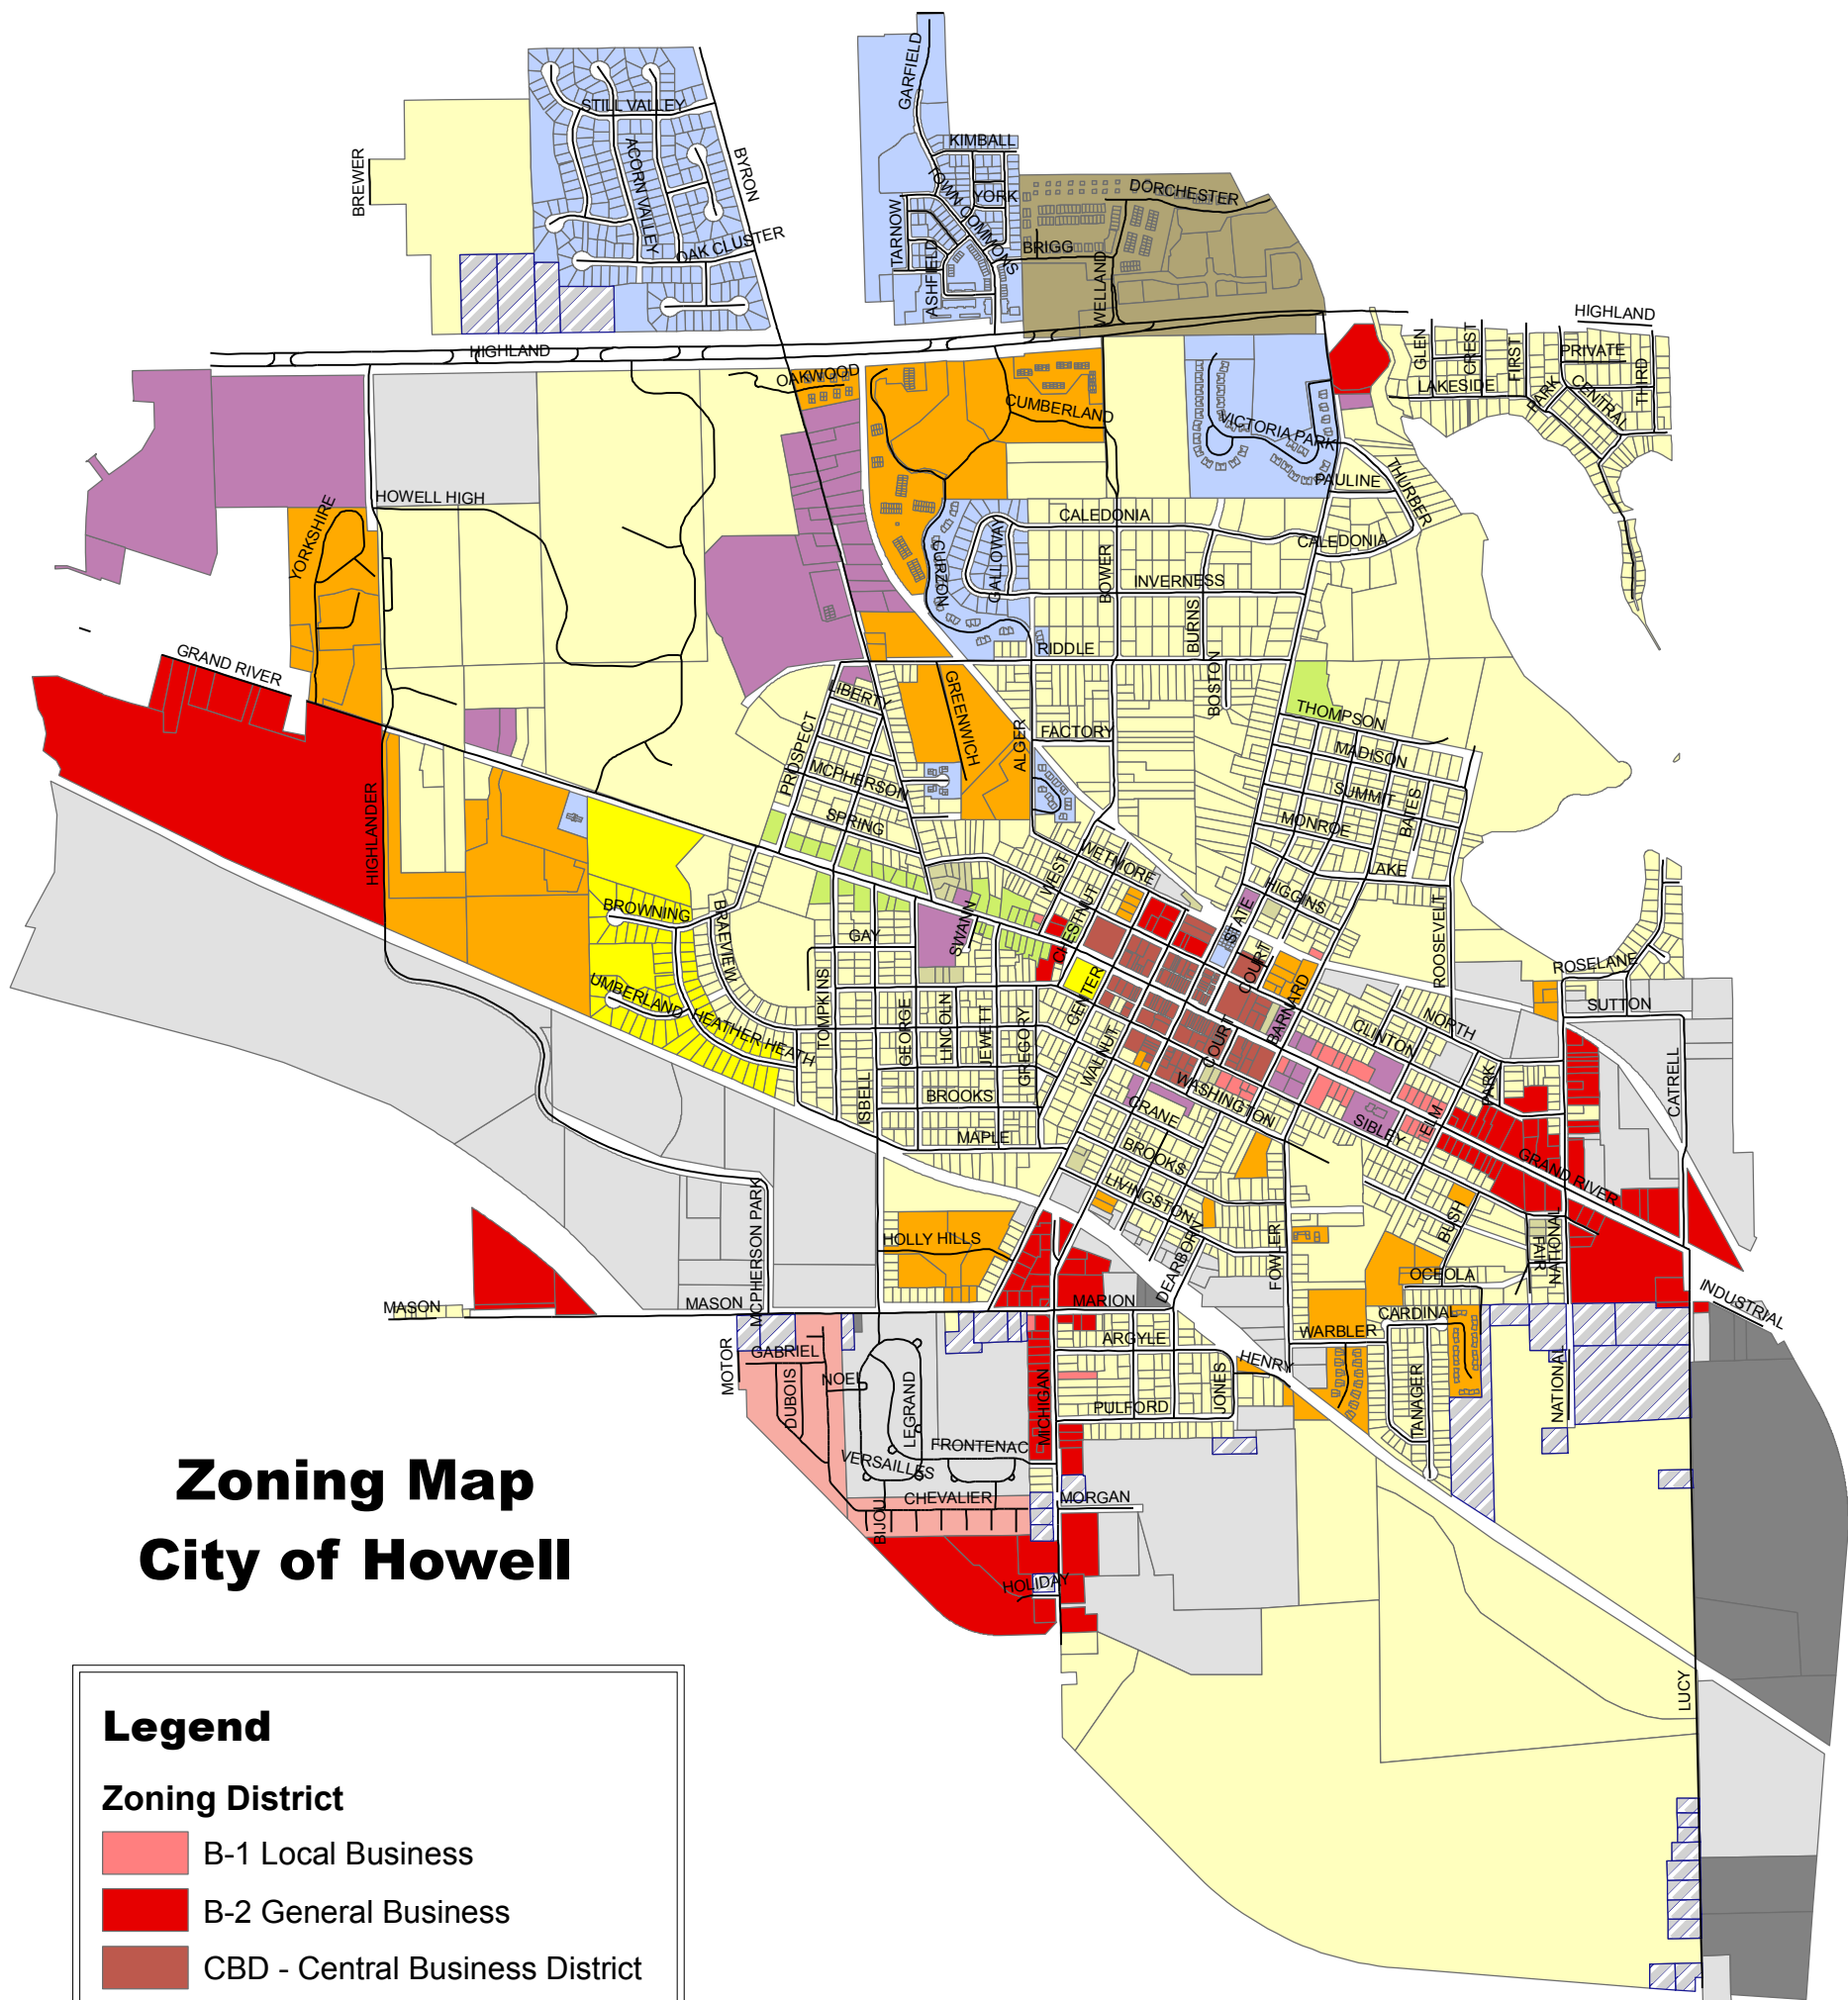 GARFIELD
STILL VALLEY
KIMBALL
ACORN VALLEY
BYRON
BREWER
TOWN COMMONS
YORK
DORCHESTER
TARNOW
OAK CLUSTER
BRIGG
ASHFIELD
WELLAND
HIGHLAND
HIGHLAND
GLEN
CREST
FIRST
PRIVATE
THIRD
OAKWOOD
LAKESIDE
PARK
CENTRAL
CUMBERLAND
VICTORIA PARK
PAULINE
THURBER
HOWELL HIGH
YORKSHIRE
CALEDONIA
CALEDONIA
CURZON
GALLOWAY
BOWER
INVERNESS
BURNS
GRAND RIVER
RIDDLE
BOSTON
LIBERTY
GREENWICH
THOMPSON
PROSPECT
ALGER
FACTORY
MADISON
MCPHERSON
SUMMIT
BATES
SPRING
MONROE
HIGHLANDER
WETMORE
WEST
LAKE
HIGGINS
CHESTNUT
BROWNING
BRAEVIEW
SWANN
STATE
ROOSEVELT
GAY
COURT
ROSELANE
UMBERLAND
TOMPKINS
CENTER
BARNARD
SUTTON
HEATHER HEATH
GEORGE
LINCOLN
JEWETT
GREGORY
NORTH
CLINTON
COURT
WALNUT
ISBELL
BROOKS
WASHINGTON
PARK
CATRELL
CRANE
MAPLE
SIBLEY
ELM
BROOKS
GRAND RIVER
MCPHERSON PARK
LIVINGSTON
BUSH
HOLLY HILLS
DEARBORN
FOWLER
FAIR
NATIONAL
OCEOLA
INDUSTRIAL
MASON
MASON
MARION
CARDINAL
ARGYLE
WARBLER
MOTOR
GABRIEL
HENRY
NOEL
DUBOIS
LEGRAND
MICHIGAN
JONES
TANAGER
NATIONAL
PULFORD
FRONTENAC
VERSAILLES
CHEVALIER
MORGAN
BIJOU
HOLIDAY
LUCY
Zoning Map
City of Howell
Legend
Zoning District
B-1 Local Business
B-2 General Business
CBD - Central Business District